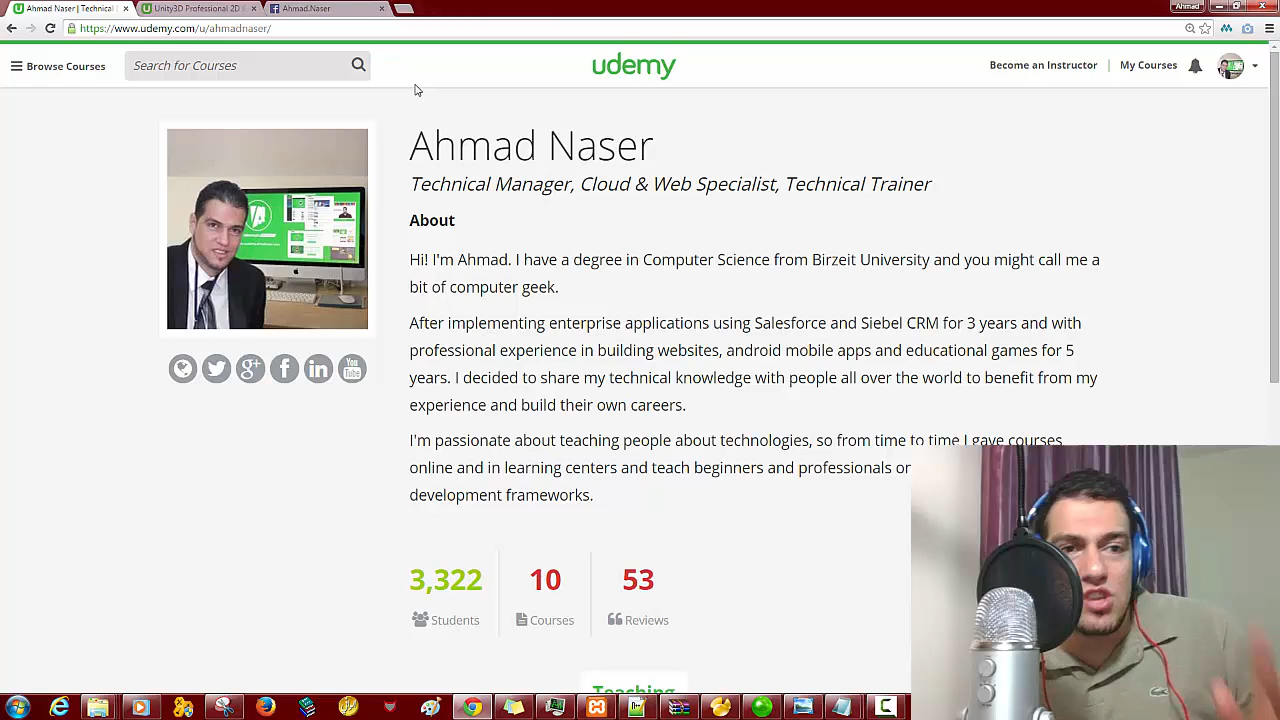 Ahmad Naser | Technical
Unity3D Professional 2D
Ahmad.Naser
Ahmad
https://www.udemy.com/u/ahmadnaser/
Browse Courses
Search for Courses
udemy
Become an Instructor
My Courses
Ahmad Naser
Technical Manager, Cloud & Web Specialist, Technical Trainer
About
Hi! I'm Ahmad. I have a degree in Computer Science from Birzeit University and you might call me a
bit of computer geek.
After implementing enterprise applications using Salesforce and Siebel CRM for 3 years and with
professional experience in building websites, android mobile apps and educational games for 5
years. I decided to share my technical knowledge with people all over the world to benefit from my
experience and build their own careers.
I'm passionate about teaching people about technologies, so from time to time I gave courses
online and in learning centers and teach beginners and professionals
development frameworks.
3,322
10
53
Students
Courses
Reviews
Teaching